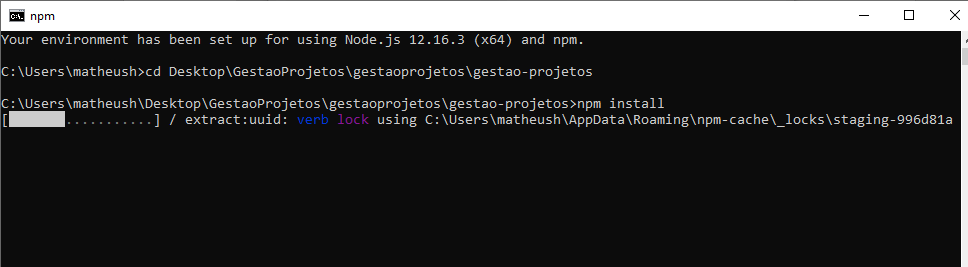 npm
Your environment has been set up for using Node.js 12.16.3 (x64) and npm.
C:\Users\matheush>cd Desktop\GestaoProjetos\gestaoprojetos\gestao-projetos
C:\Users\matheush\Desktop\GestaoProjetos\gestaoprojetos\gestao-projetos>npm install
[       ...........] / extract:uuid: verb lock using C:\Users\matheush\AppData\Roaming\npm-cache\_locks\staging-996d81a